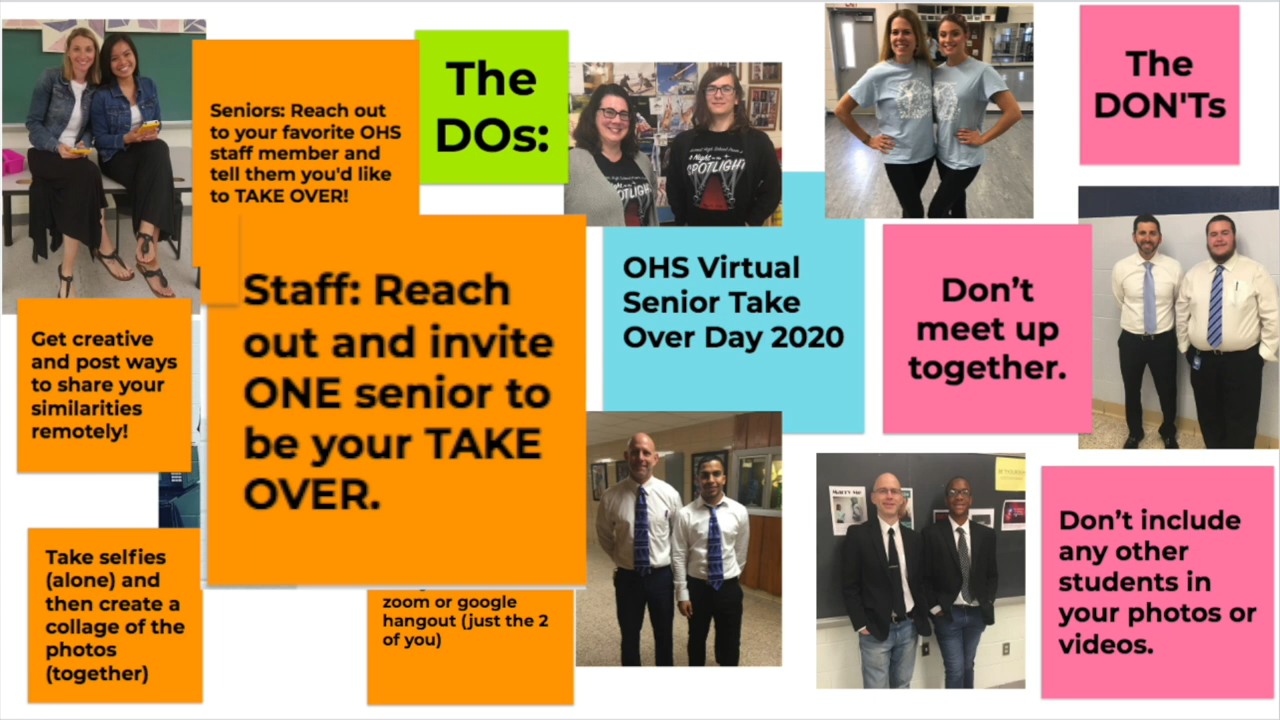 Seniors: Reach out
to your favorite OHS
staff member and
tell them you'd like
to TAKE OVER!
The
DOs:
Staff: Reach
out and invite
ONE senior to
be your TAKE
OVER.
Get creative
and post ways
to share your
similarities
remotely!
Take selfies
(alone) and
then create a
collage of the
photos
(together)
zoom or google
hangout (just the 2
of you)
SPOTLIGHT
SPOTLIGHT
OHS Virtual
Senior Take
Over Day 2020
The
DON'Ts
Don’t
meet up
together.
Marry Me
Don’t include
any other
students in
your photos or
videos.